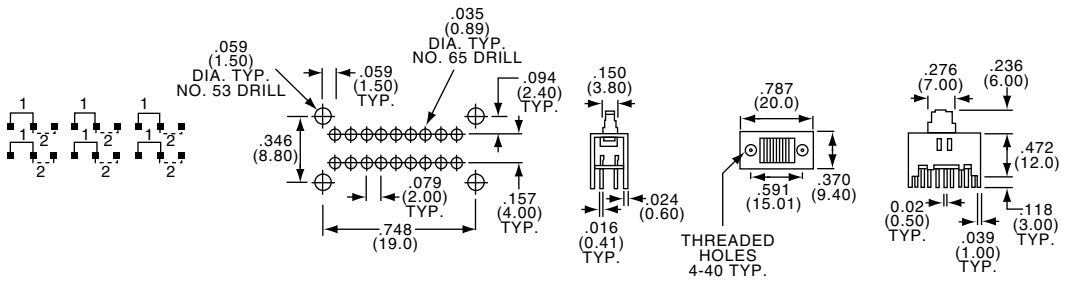 1 1 1
2 2 2
1 1 1
2 2 2
.059
(1.50)
DIA. TYP.
NO. 53 DRILL
.059
(1.50)
TYP.
.035
(0.89)
DIA. TYP.
NO. 65 DRILL
.094
(2.40)
TYP.
.346
(8.80)
.079
(2.00)
TYP.
.157
(4.00)
TYP.
.748
(19.0)
.150
(3.80)
.024
(0.60)
.016
(0.41)
TYP.
.787
(20.0)
.591
(15.01)
.370
(9.40)
THREADED
HOLES
4-40 TYP.
.276
(7.00)
.236
(6.00)
.472
(12.0)
0.02
(0.50)
TYP.
.039
(1.00)
TYP.
.118
(3.00)
TYP.